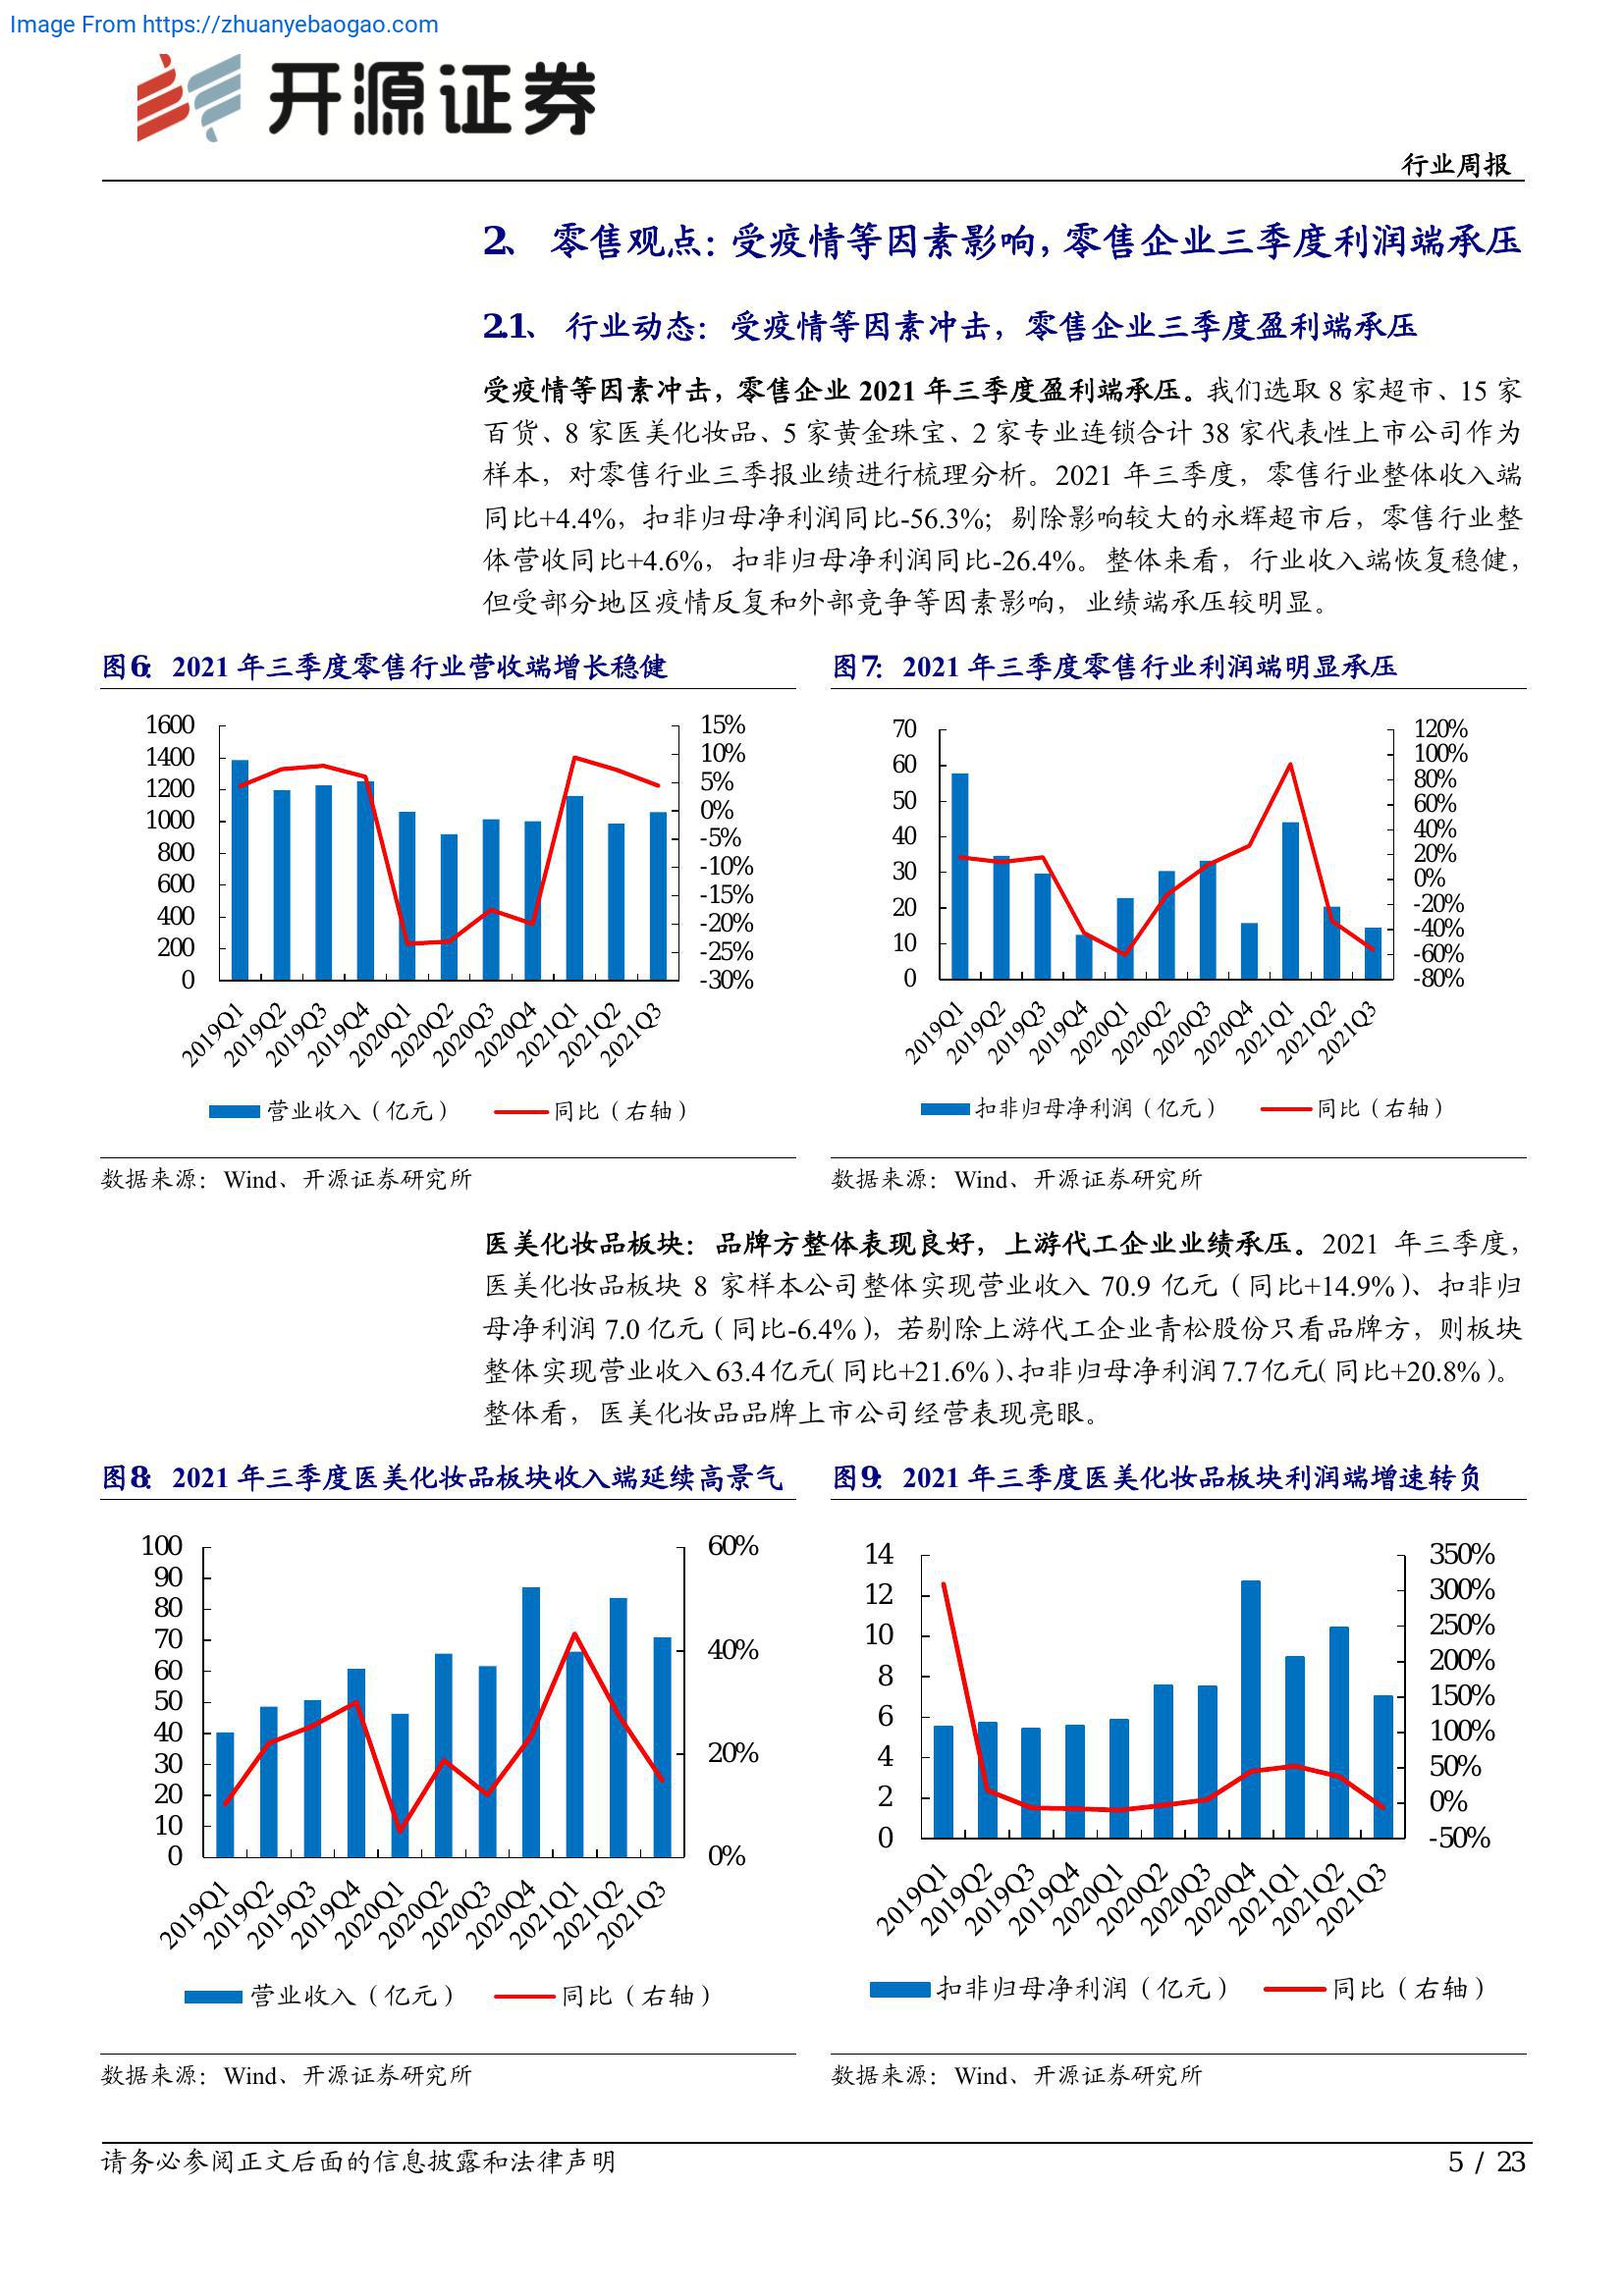 Image From https://zhuanyebaogao.com
开源证券
行业周报
2、 零售观点：受疫情等因素影响，零售企业三季度利润端承压
2.1、 行业动态：受疫情等因素冲击，零售企业三季度盈利端承压
受疫情等因素冲击，零售企业 2021 年三季度盈利端承压。我们选取 8 家超市、15 家
百货、8 家医美化妆品、5 家黄金珠宝、2 家专业连锁合计 38 家代表性上市公司作为
样本，对零售行业三季报业绩进行梳理分析。2021 年三季度，零售行业整体收入端
同比+4.4%，扣非归母净利润同比-56.3%；剔除影响较大的永辉超市后，零售行业整
体营收同比+4.6%，扣非归母净利润同比-26.4%。整体来看，行业收入端恢复稳健，
但受部分地区疫情反复和外部竞争等因素影响，业绩端承压较明显。
图6： 2021 年三季度零售行业营收端增长稳健
1600
1400
1200
1000
800
600
400
200
0
15%
10%
5%
0%
-5%
-10%
-15%
-20%
-25%
-30%
2019Q1
2019Q2
2019Q3
2019Q4
2020Q1
2020Q2
2020Q3
2020Q4
2021Q1
2021Q2
2021Q3
营业收入（亿元） 同比（右轴）
数据来源：Wind、开源证券研究所
图7： 2021 年三季度零售行业利润端明显承压
70
60
50
40
30
20
10
0
120%
100%
80%
60%
40%
20%
0%
-20%
-40%
-60%
-80%
2019Q1
2019Q2
2019Q3
2019Q4
2020Q1
2020Q2
2020Q3
2020Q4
2021Q1
2021Q2
2021Q3
扣非归母净利润（亿元） 同比（右轴）
数据来源：Wind、开源证券研究所
医美化妆品板块：品牌方整体表现良好，上游代工企业业绩承压。2021 年三季度，
医美化妆品板块 8 家样本公司整体实现营业收入 70.9 亿元（同比+14.9%）、扣非归
母净利润 7.0 亿元（同比-6.4%），若剔除上游代工企业青松股份只看品牌方，则板块
整体实现营业收入 63.4 亿元（同比+21.6%）、扣非归母净利润 7.7 亿元（同比+20.8%）。
整体看，医美化妆品品牌上市公司经营表现亮眼。
图8： 2021 年三季度医美化妆品板块收入端延续高景气
100
90
80
70
60
50
40
30
20
10
0
60%
40%
20%
0%
2019Q1
2019Q2
2019Q3
2019Q4
2020Q1
2020Q2
2020Q3
2020Q4
2021Q1
2021Q2
2021Q3
营业收入（亿元） 同比（右轴）
数据来源：Wind、开源证券研究所
图9： 2021 年三季度医美化妆品板块利润端增速转负
14
12
10
8
6
4
2
0
350%
300%
250%
200%
150%
100%
50%
0%
-50%
2019Q1
2019Q2
2019Q3
2019Q4
2020Q1
2020Q2
2020Q3
2020Q4
2021Q1
2021Q2
2021Q3
扣非归母净利润（亿元） 同比（右轴）
数据来源：Wind、开源证券研究所
请务必参阅正文后面的信息披露和法律声明
5 / 23